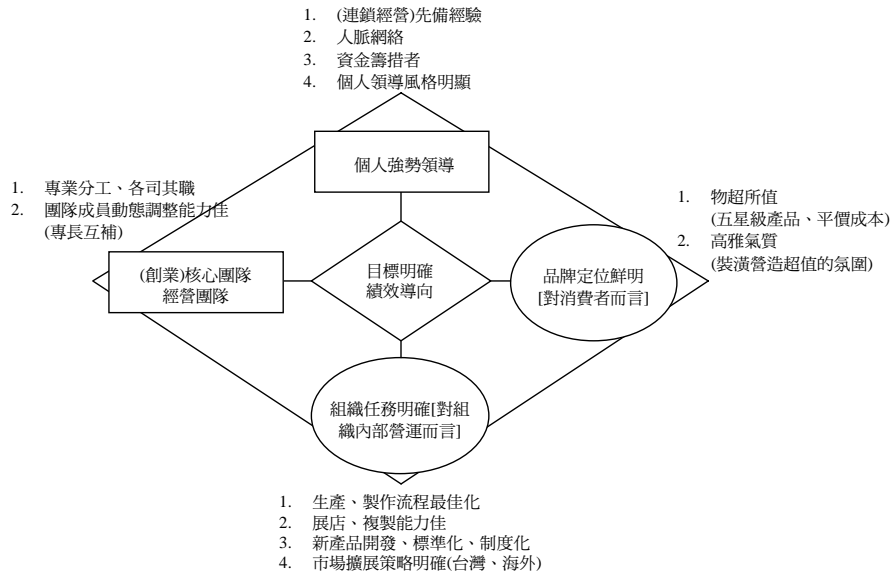 1. (連鎖經營)先備經驗
2. 人脈網絡
3. 資金籌措者
4. 個人領導風格明顯
個人強勢領導
1. 專業分工、各司其職
2. 團隊成員動態調整能力佳
(專長互補)
(創業)核心團隊
經營團隊
目標明確
績效導向
品牌定位鮮明
[對消費者而言]
1. 物超所值
(五星級產品、平價成本)
2. 高雅氣質
(裝潢營造超值的氛圍)
組織任務明確[對組
織內部營運而言]
1. 生產、製作流程最佳化
2. 展店、複製能力佳
3. 新產品開發、標準化、制度化
4. 市場擴展策略明確(台灣、海外)